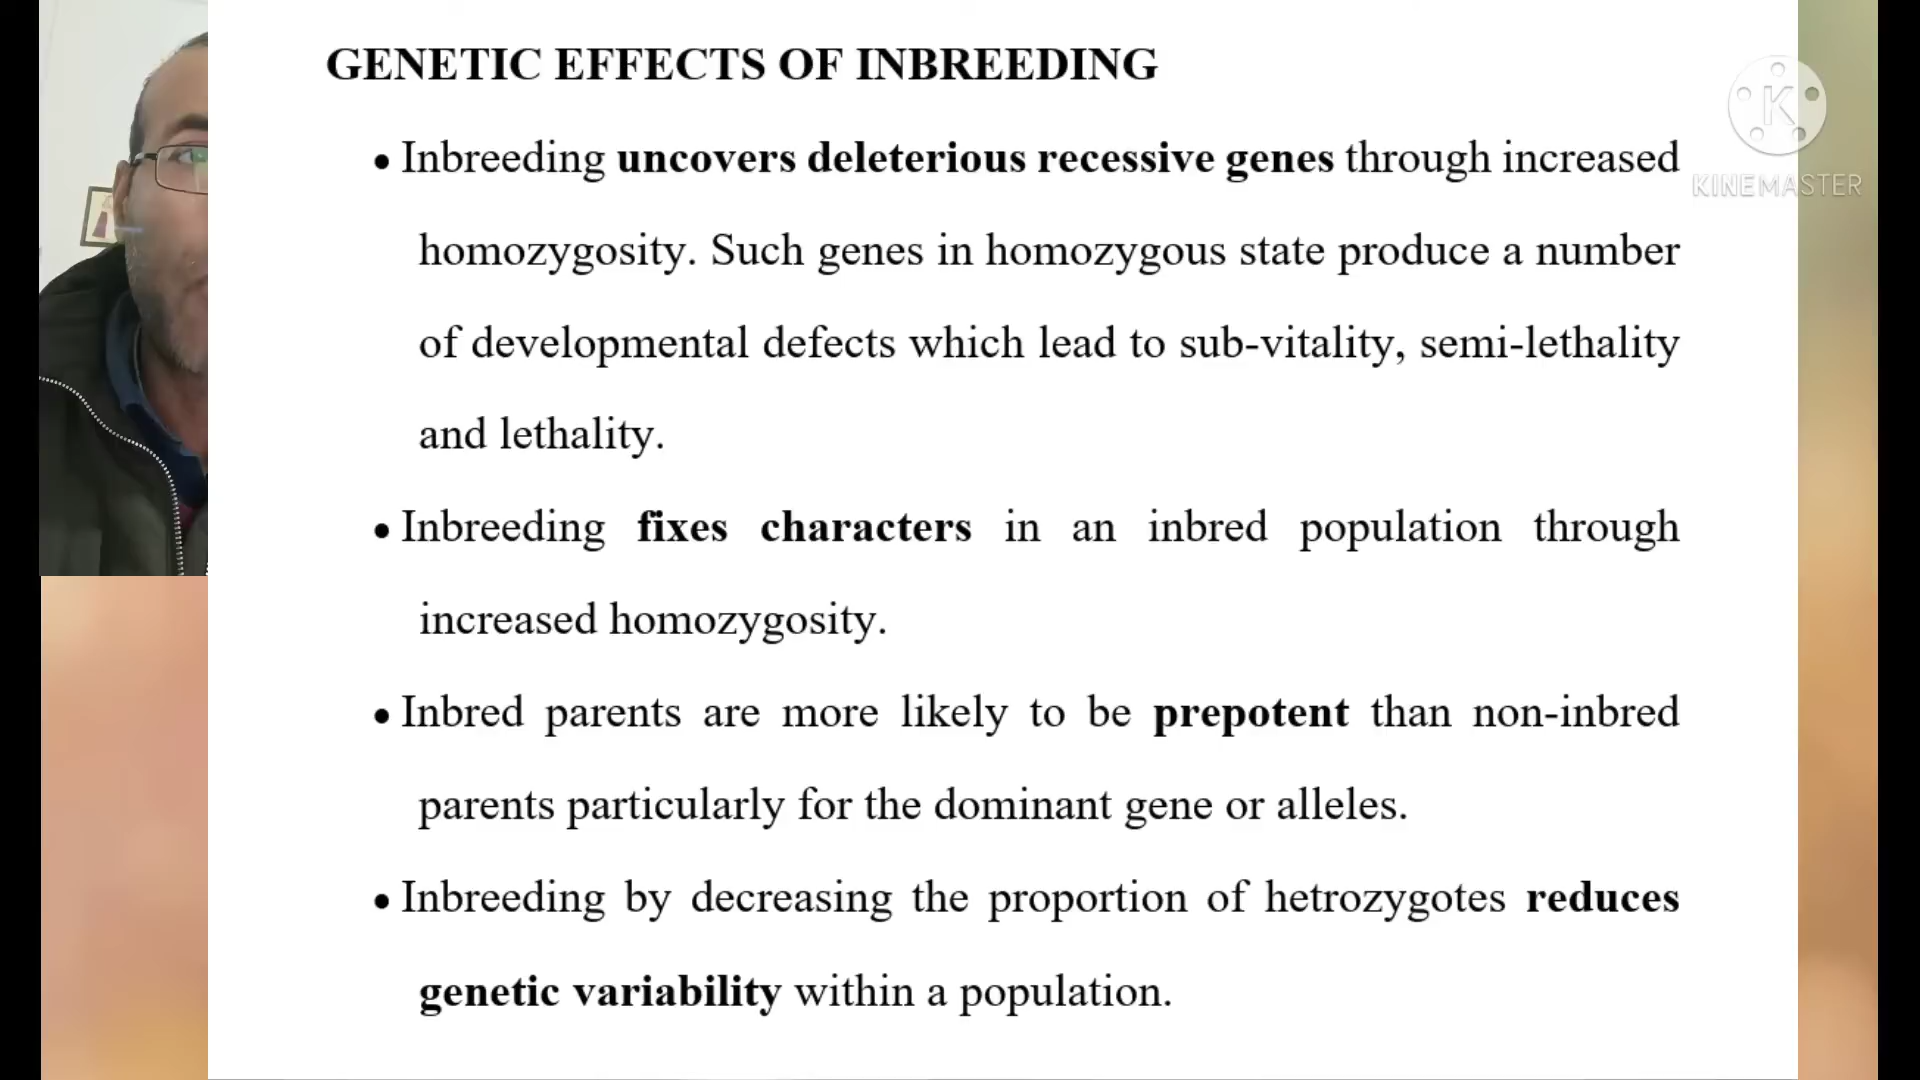 GENETIC EFFECTS OF INBREEDING
• Inbreeding uncovers deleterious recessive genes through increased
homozygosity. Such genes in homozygous state produce a number
of developmental defects which lead to sub-vitality, semi-lethality
and lethality.
• Inbreeding fixes characters in an inbred population through
increased homozygosity.
• Inbred parents are more likely to be prepotent than non-inbred
parents particularly for the dominant gene or alleles.
• Inbreeding by decreasing the proportion of hetrozygotes reduces
genetic variability within a population.
K
KINEMASTER